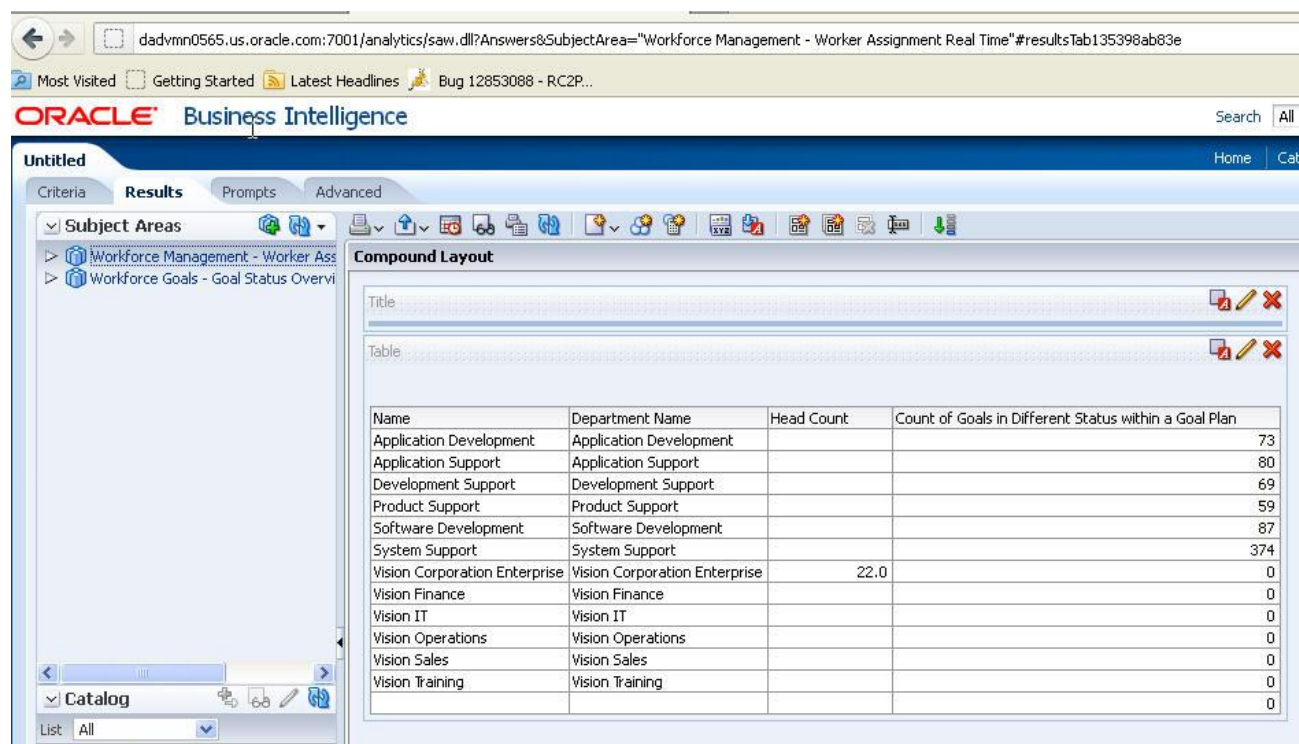 dadvmn0565.us.oracle.com:7001/analytics/saw.dll?Answers&SubjectArea="Workforce Management - Worker Assignment Real Time"#resultsTab135398ab83e
Most Visited Getting Started Latest Headlines Bug 12853088 - RC2P...
ORACLE Business Intelligence Search All
Untitled Home Cat
Criteria Results Prompts Advanced
Subject Areas
Workforce Management - Worker Ass
Workforce Goals - Goal Status Overvi
Compound Layout
Title
Table
Name Department Name Head Count Count of Goals in Different Status within a Goal Plan
Application Development Application Development 73
Application Support Application Support 80
Development Support Development Support 69
Product Support Product Support 59
Software Development Software Development 87
System Support System Support 374
Vision Corporation Enterprise Vision Corporation Enterprise 22.0 0
Vision Finance Vision Finance 0
Vision IT Vision IT 0
Vision Operations Vision Operations 0
Vision Sales Vision Sales 0
Vision Training Vision Training 0
0
Catalog
List All